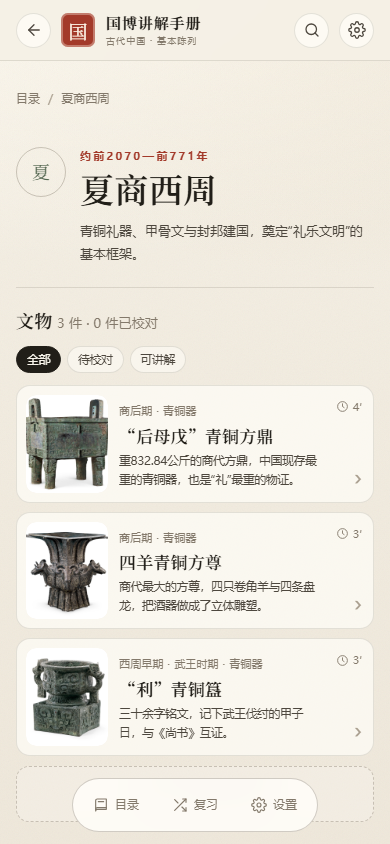 国
国博讲解手册
古代中国 · 基本陈列
目录 / 夏商西周
夏
约前2070—前771年
夏商西周
青铜礼器、甲骨文与封邦建国，奠定“礼乐文明”的
基本框架。
文物 3 件 · 0 件已校对
全部 待校对 可讲解
商后期 · 青铜器 4′
“后母戊”青铜方鼎
重832.84公斤的商代方鼎，中国现存最
重的青铜器，也是“礼”最重的物证。
商后期 · 青铜器 3′
四羊青铜方尊
商代最大的方尊，四只卷角羊与四条盘
龙，把酒器做成了立体雕塑。
西周早期 · 武王时期 · 青铜器 3′
“利”青铜簋
三十余字铭文，记下武王伐纣的甲子
日，与《尚书》互证。
目录 复习 设置